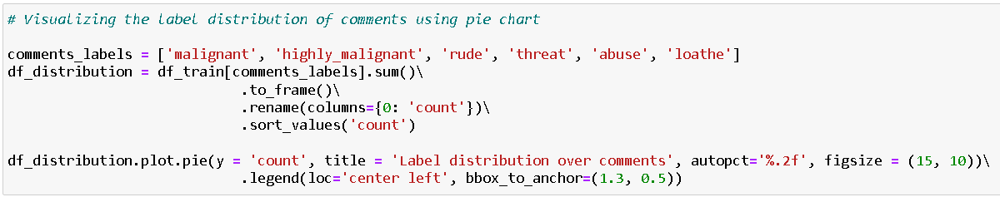 # Visualizing the label distribution of comments using pie chart
comments_labels = ['malignant', 'highly_malignant', 'rude', 'threat', 'abuse', 'loathe']
df_distribution = df_train[comments_labels].sum()\
.to_frame()\
.rename(columns={0: 'count'})\
.sort_values('count')
df_distribution.plot.pie(y = 'count', title = 'Label distribution over comments', autopct='%.2f', figsize = (15, 10))\
.legend(loc='center left', bbox_to_anchor=(1.3, 0.5))